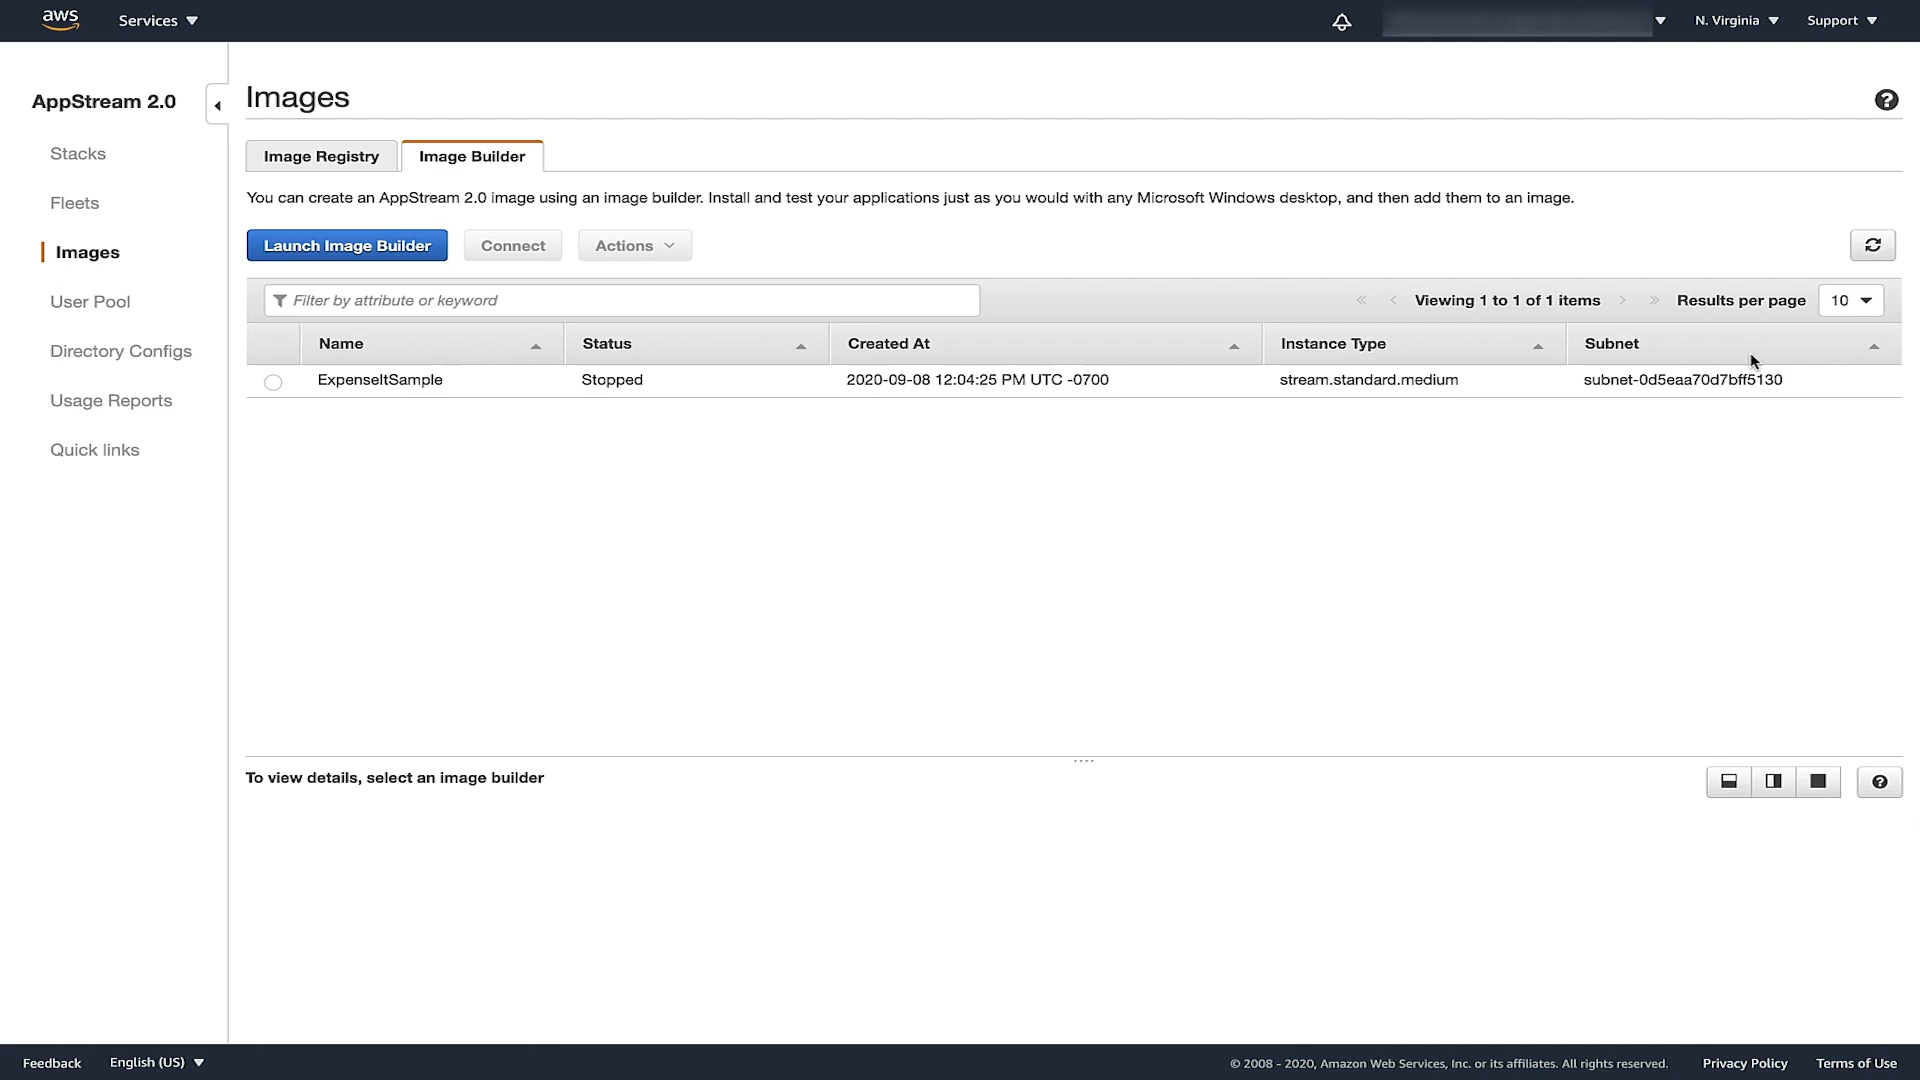 aws
Services
N. Virginia
Support
AppStream 2.0
Stacks
Fleets
Images
User Pool
Directory Configs
Usage Reports
Quick links
Images
Image Registry
Image Builder
You can create an AppStream 2.0 image using an image builder. Install and test your applications just as you would with any Microsoft Windows desktop, and then add them to an image.
Launch Image Builder
Connect
Actions
Filter by attribute or keyword
Viewing 1 to 1 of 1 items
Results per page
10
Name
Status
Created At
Instance Type
Subnet
ExpenseItSample
Stopped
2020-09-08 12:04:25 PM UTC -0700
stream.standard.medium
subnet-0d5eaa70d7bff5130
To view details, select an image builder
Feedback
English (US)
© 2008 - 2020, Amazon Web Services, Inc. or its affiliates. All rights reserved.
Privacy Policy
Terms of Use